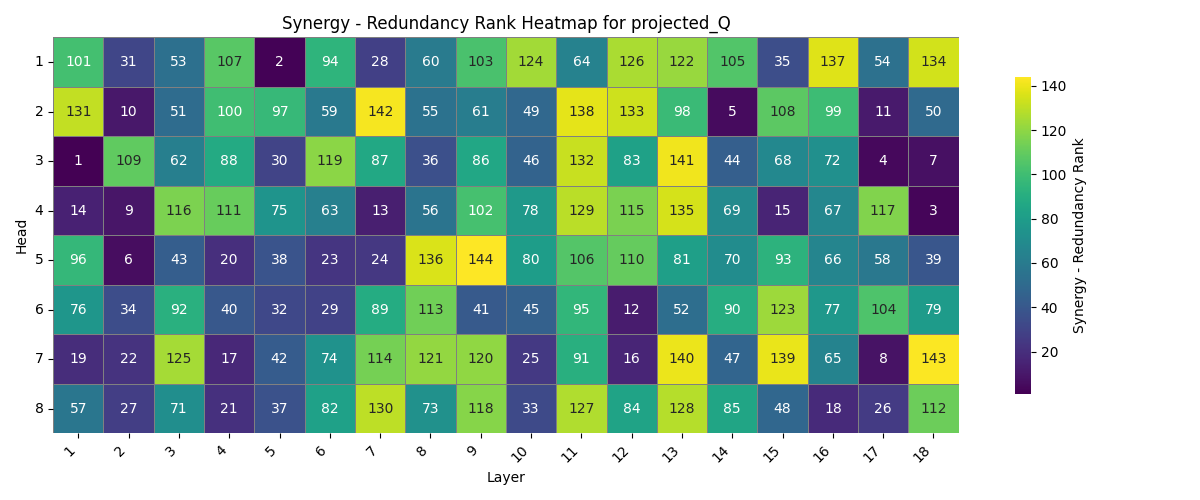 Synergy - Redundancy Rank Heatmap for projected_Q
1 101 31 53 107 2 94 28 60 103 124 64 126 122 105 35 137 54 134
2 131 10 51 100 97 59 142 55 61 49 138 133 98 5 108 99 11 50
3 1 109 62 88 30 119 87 36 86 46 132 83 141 44 68 72 4 7
4 14 9 116 111 75 63 13 56 102 78 129 115 135 69 15 67 117 3
5 96 6 43 20 38 23 24 136 144 80 106 110 81 70 93 66 58 39
6 76 34 92 40 32 29 89 113 41 45 95 12 52 90 123 77 104 79
7 19 22 125 17 42 74 114 121 120 25 91 16 140 47 139 65 8 143
8 57 27 71 21 37 82 130 73 118 33 127 84 128 85 48 18 26 112
Head
1 2 3 4 5 6 7 8 9 10 11 12 13 14 15 16 17 18
Layer
140
120
100
80
60
40
20
Synergy - Redundancy Rank